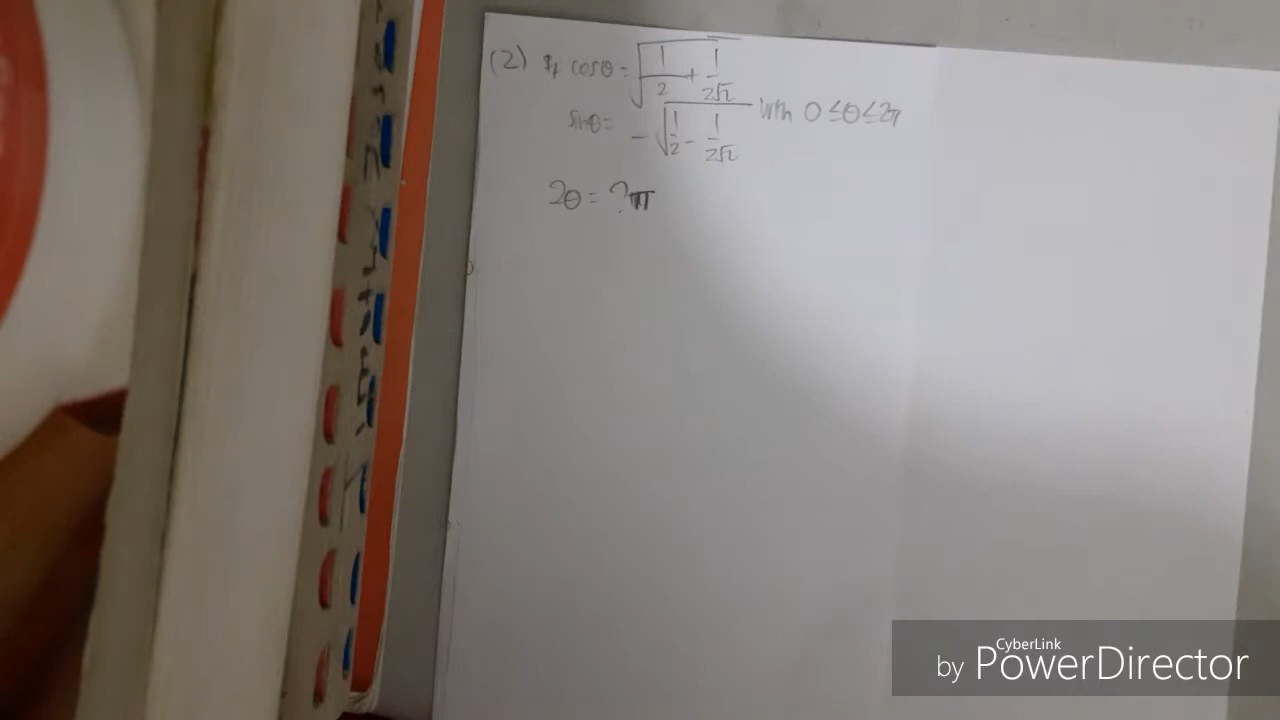 (2) If cosθ = √(1/2 + 1/2√2)
sinθ = -√(1/2 - 1/2√2) with 0 ≤ θ ≤ 2π
2θ = ?π
by CyberLink PowerDirector